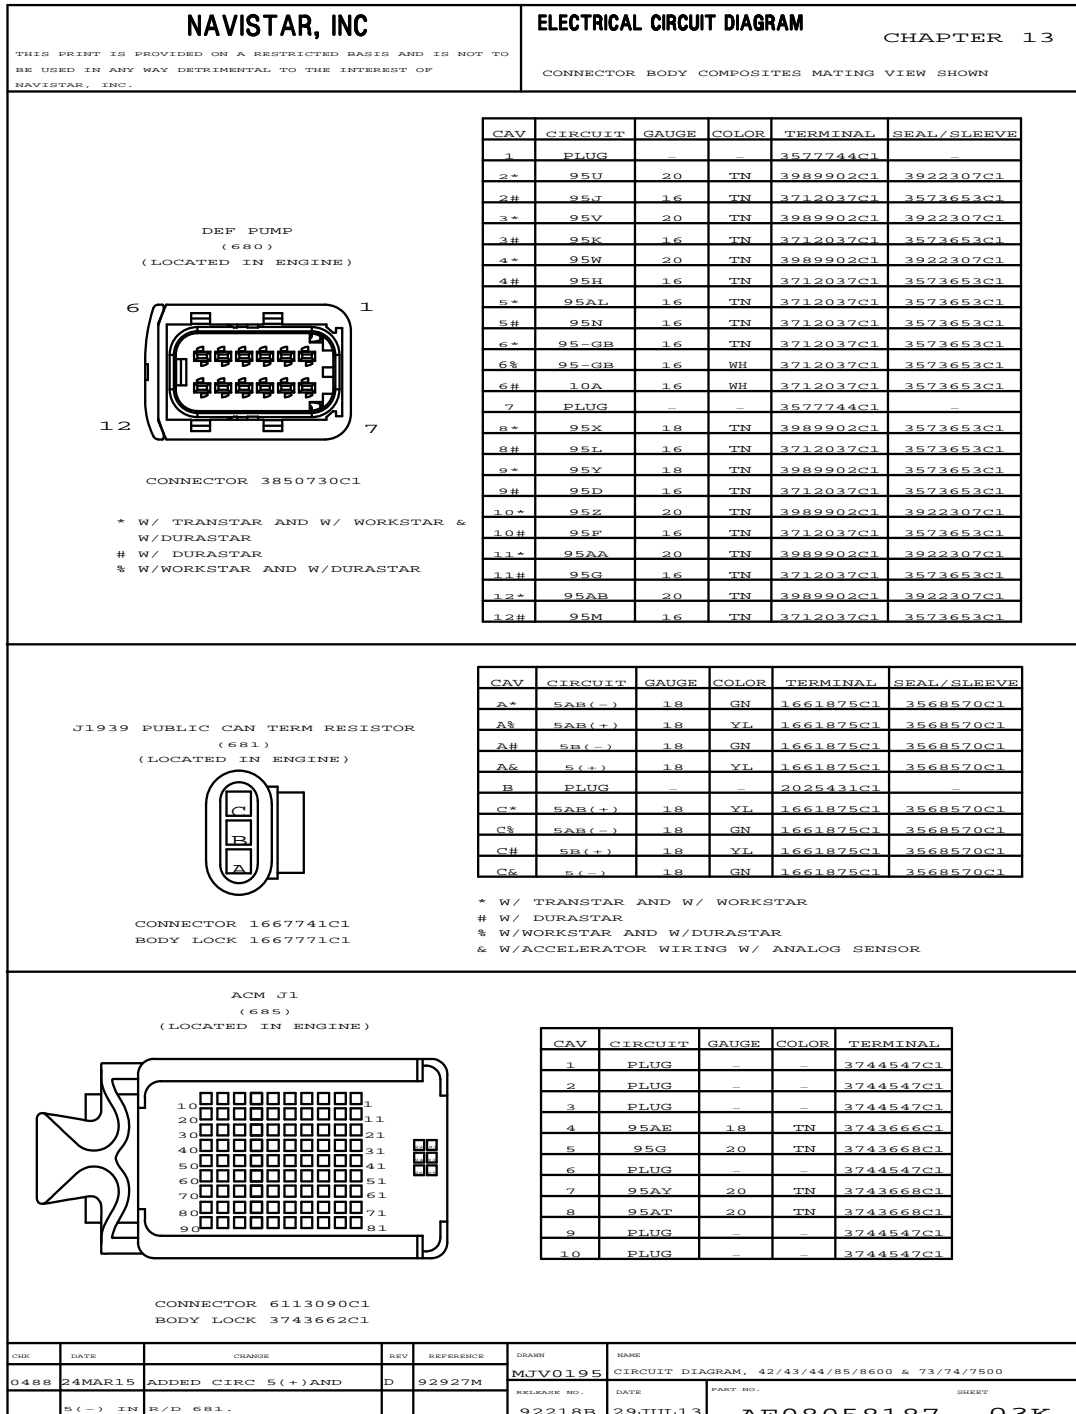 NAVISTAR, INC
THIS PRINT IS PROVIDED ON A RESTRICTED BASIS AND IS NOT TO
BE USED IN ANY WAY DETRIMENTAL TO THE INTEREST OF
NAVISTAR, INC.
ELECTRICAL CIRCUIT DIAGRAM
CHAPTER 13
CONNECTOR BODY COMPOSITES MATING VIEW SHOWN
DEF PUMP
(680)
(LOCATED IN ENGINE)
6 1
12 7
CONNECTOR 3850730C1
* W/ TRANSTAR AND W/ WORKSTAR &
W/DURASTAR
# W/ DURASTAR
% W/WORKSTAR AND W/DURASTAR
CAV CIRCUIT GAUGE COLOR TERMINAL SEAL/SLEEVE
1 PLUG – – 3577744C1 –
2* 95U 20 TN 3989902C1 3922307C1
2# 95J 16 TN 3712037C1 3573653C1
3* 95V 20 TN 3989902C1 3922307C1
3# 95K 16 TN 3712037C1 3573653C1
4* 95W 20 TN 3989902C1 3922307C1
4# 95H 16 TN 3712037C1 3573653C1
5* 95AL 16 TN 3712037C1 3573653C1
5# 95N 16 TN 3712037C1 3573653C1
6* 95-GB 16 TN 3712037C1 3573653C1
6% 95-GB 16 WH 3712037C1 3573653C1
6# 10A 16 WH 3712037C1 3573653C1
7 PLUG – – 3577744C1 –
8* 95X 18 TN 3989902C1 3573653C1
8# 95L 16 TN 3712037C1 3573653C1
9* 95Y 18 TN 3989902C1 3573653C1
9# 95D 16 TN 3712037C1 3573653C1
10* 95Z 20 TN 3989902C1 3922307C1
10# 95F 16 TN 3712037C1 3573653C1
11* 95AA 20 TN 3989902C1 3922307C1
11# 95G 16 TN 3712037C1 3573653C1
12* 95AB 20 TN 3989902C1 3922307C1
12# 95M 16 TN 3712037C1 3573653C1
J1939 PUBLIC CAN TERM RESISTOR
(681)
(LOCATED IN ENGINE)
C
B
A
CONNECTOR 1667741C1
BODY LOCK 1667771C1
CAV CIRCUIT GAUGE COLOR TERMINAL SEAL/SLEEVE
A* 5AB(-) 18 GN 1661875C1 3568570C1
A% 5AB(+) 18 YL 1661875C1 3568570C1
A# 5B(-) 18 GN 1661875C1 3568570C1
A& 5(+) 18 YL 1661875C1 3568570C1
B PLUG – – 2025431C1 –
C* 5AB(+) 18 YL 1661875C1 3568570C1
C% 5AB(-) 18 GN 1661875C1 3568570C1
C# 5B(+) 18 YL 1661875C1 3568570C1
C& 5(-) 18 GN 1661875C1 3568570C1
* W/ TRANSTAR AND W/ WORKSTAR
# W/ DURASTAR
% W/WORKSTAR AND W/DURASTAR
& W/ACCELERATOR WIRING W/ ANALOG SENSOR
ACM J1
(685)
(LOCATED IN ENGINE)
10 1
20 11
30 21
40 31
50 41
60 51
70 61
80 71
90 81
CONNECTOR 6113090C1
BODY LOCK 3743662C1
CAV CIRCUIT GAUGE COLOR TERMINAL
1 PLUG – – 3744547C1
2 PLUG – – 3744547C1
3 PLUG – – 3744547C1
4 95AE 18 TN 3743666C1
5 95G 20 TN 3743668C1
6 PLUG – – 3744547C1
7 95AY 20 TN 3743668C1
8 95AT 20 TN 3743668C1
9 PLUG – – 3744547C1
10 PLUG – – 3744547C1
CHK DATE CHANGE REV REFERENCE
0488 24MAR15 ADDED CIRC 5(+)AND D 92927M
5(-) IN R/D 681.
DRAWN
MJV0195
NAME
CIRCUIT DIAGRAM, 42/43/44/85/8600 & 73/74/7500
RELEASE NO. DATE PART NO. SHEET
92218B 29JUL13 AE08058187 03K